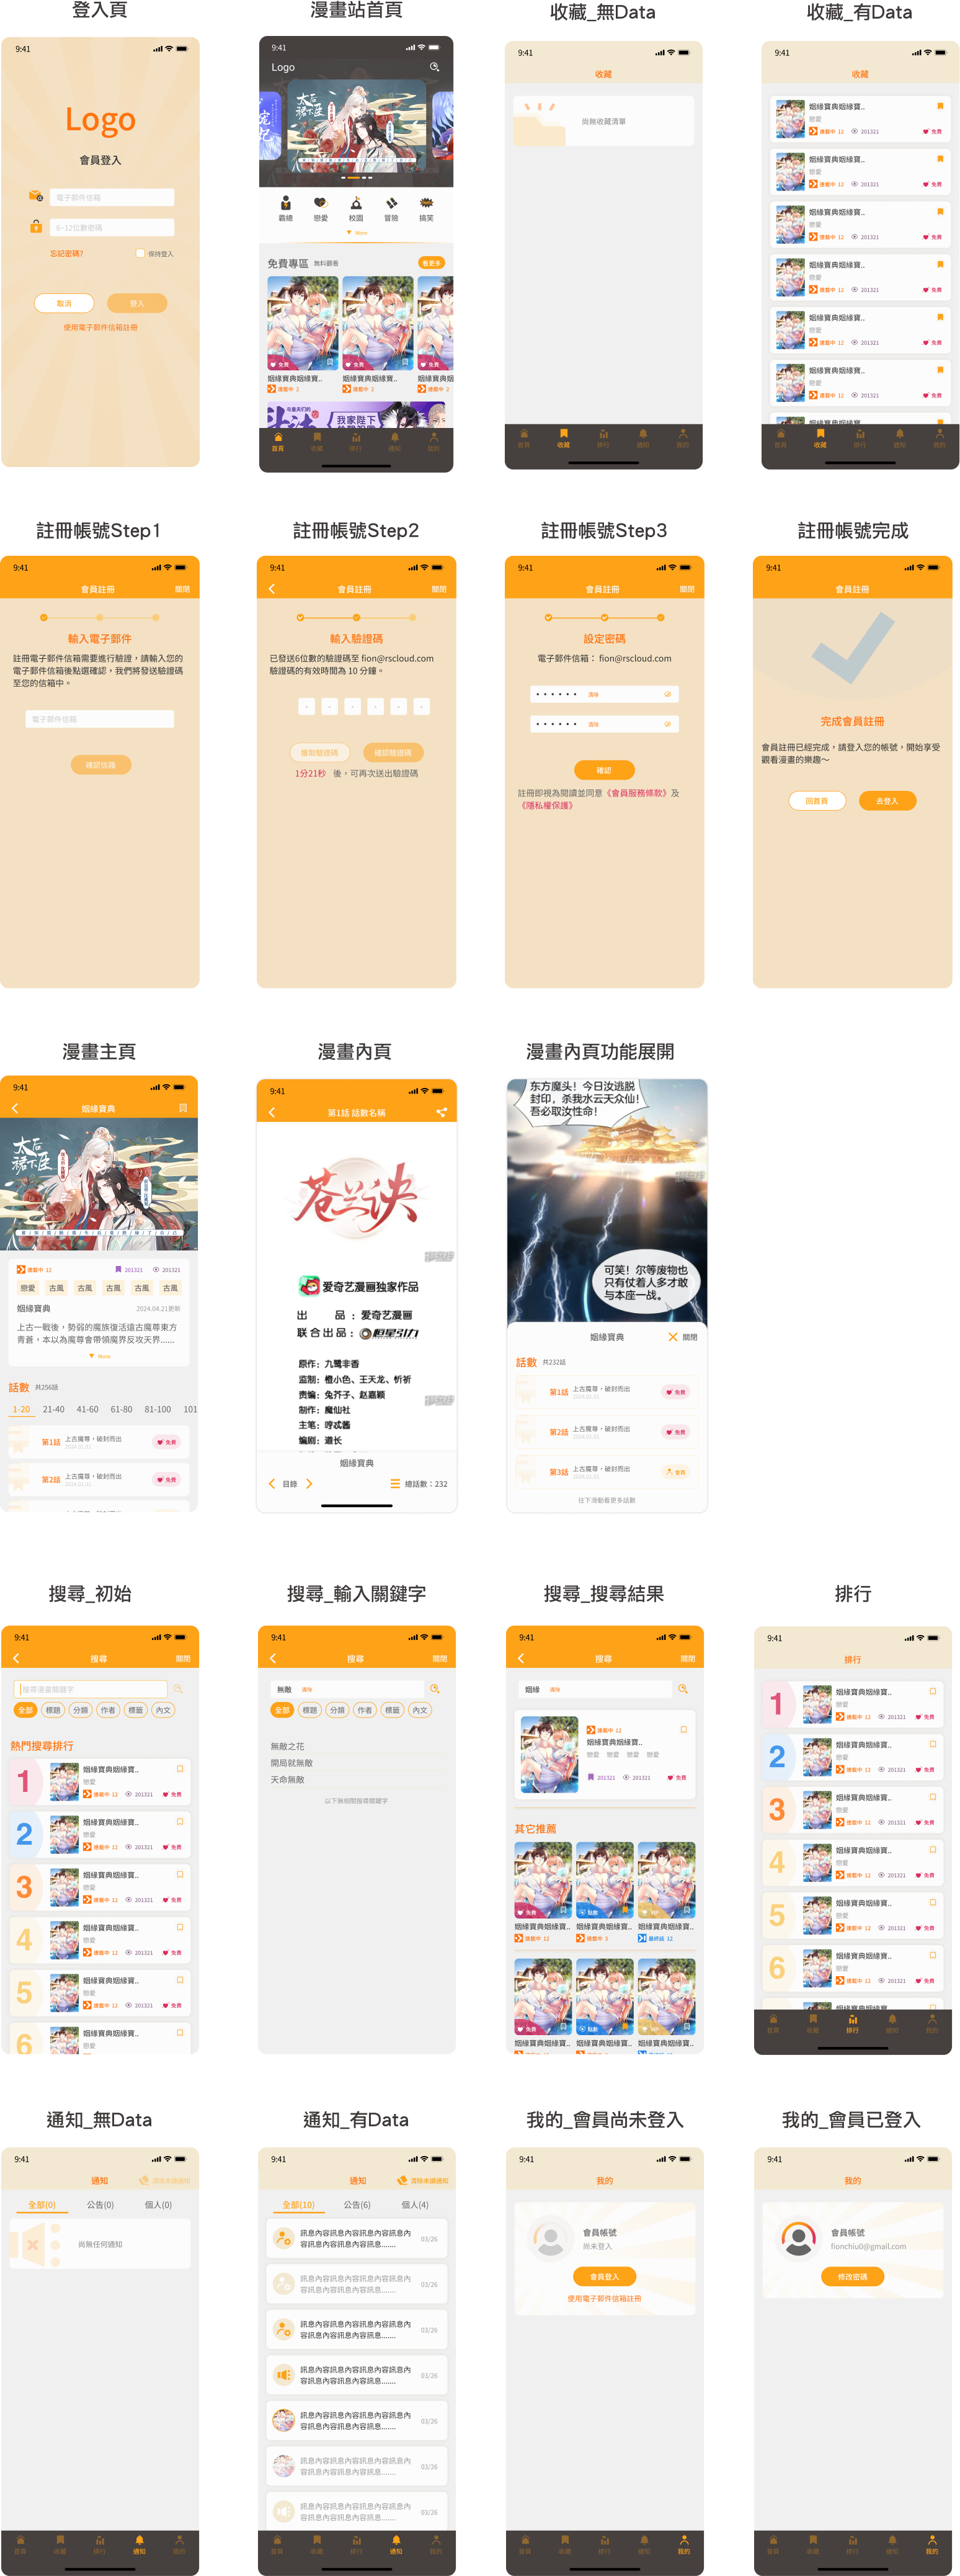 登入頁
9:41
Logo
會員登入
電子郵件信箱
6~12位數密碼
忘記密碼?
保持登入
取消
登入
使用電子郵件信箱註冊
漫畫站首頁
9:41
Logo
霸總
戀愛
校園
冒險
搞笑
More
免費專區 無料觀看
看更多
免費
免費
免費
姻緣寶典姻緣寶..
姻緣寶典姻緣寶..
姻緣寶典姻
連載中 2
連載中 2
連載中 2
我家陛下
首頁
收藏
排行
通知
我的
收藏_無Data
9:41
收藏
尚無收藏清單
首頁
收藏
排行
通知
我的
收藏_有Data
9:41
收藏
姻緣寶典姻緣寶..
戀愛
連載中 12
201321
免費
姻緣寶典姻緣寶..
戀愛
連載中 12
201321
免費
姻緣寶典姻緣寶..
戀愛
連載中 12
201321
免費
姻緣寶典姻緣寶..
戀愛
連載中 12
201321
免費
姻緣寶典姻緣寶..
戀愛
連載中 12
201321
免費
姻緣寶典姻緣寶..
戀愛
連載中 12
201321
免費
首頁
收藏
排行
通知
我的
註冊帳號Step1
9:41
會員註冊
關閉
輸入電子郵件
註冊電子郵件信箱需要進行驗證，請輸入您的
電子郵件信箱後點選確認，我們將發送驗證碼
至您的信箱中。
電子郵件信箱
確認信箱
註冊帳號Step2
9:41
會員註冊
關閉
輸入驗證碼
已發送6位的數驗證碼至 fion@rscloud.com
驗證碼的有效時間為 10 分鐘。
獲取驗證碼
確認驗證碼
1分21秒 後，可再次送出驗證碼
註冊帳號Step3
9:41
會員註冊
關閉
設定密碼
電子郵件信箱： fion@rscloud.com
清除
清除
確認
註冊即視為閱讀並同意《會員服務條款》及
《隱私權保護》
註冊帳號完成
9:41
會員註冊
完成會員註冊
會員註冊已經完成，請登入您的帳號，開始享受
觀看漫畫的樂趣～
回首頁
去登入
漫畫主頁
9:41
姻緣寶典
連載中 12
201321
201321
戀愛
古風
古風
古風
古風
古風
姻緣寶典
2024.04.21更新
上古一戰後，勢弱的魔族復活遠古魔尊東方
青蒼，本以為魔尊會帶領魔界反攻天界......
More
話數 共256話
1-20
21-40
41-60
61-80
81-100
101
第1話
上古魔尊，破封而出
2024.01.01
免費
第2話
上古魔尊，破封而出
2024.01.01
免費
漫畫內頁
9:41
第1話 話數名稱
苍兰诀
爱奇艺漫画独家作品
出 品：爱奇艺漫画
联合出品：恒星引力
原作：九鹭非香
监制：橙小色、王天龙、忻祈
责编：兔芥子、赵嘉颖
制作：魔仙社
主笔：哼忒酱
编剧：道长
姻緣寶典
目錄
總話數：232
漫畫內頁功能展開
东方魔头！今日汝逃脱
封印，杀我水云天众仙！
吾必取汝性命！
可笑！尔等废物也
只有仗着人多才敢
与本座一战。
姻緣寶典
關閉
話數 共232話
第1話
上古魔尊，破封而出
2024.01.01
免費
第2話
上古魔尊，破封而出
2024.01.01
免費
第3話
上古魔尊，破封而出
2024.01.01
會員
往下滑動看更多話數
搜尋_初始
9:41
搜尋
關閉
搜尋漫畫關鍵字
全部
標題
分類
作者
標籤
內文
熱門搜尋排行
1
姻緣寶典姻緣寶..
戀愛
連載中 12
201321
免費
2
姻緣寶典姻緣寶..
戀愛
連載中 12
201321
免費
3
姻緣寶典姻緣寶..
戀愛
連載中 12
201321
免費
4
姻緣寶典姻緣寶..
戀愛
連載中 12
201321
免費
5
姻緣寶典姻緣寶..
戀愛
連載中 12
201321
免費
6
姻緣寶典姻緣寶..
戀愛
搜尋_輸入關鍵字
9:41
搜尋
關閉
無敵
清除
全部
標題
分類
作者
標籤
內文
無敵之花
開局就無敵
天命無敵
以下無相關搜尋關鍵字
搜尋_搜尋結果
9:41
搜尋
關閉
姻緣
清除
連載中 12
姻緣寶典姻緣寶..
戀愛 戀愛 戀愛 戀愛
201321
201321
免費
其它推薦
免費
點數
VIP
姻緣寶典姻緣寶..
姻緣寶典姻緣寶..
姻緣寶典姻緣寶..
連載中 12
連載中 3
最終話 12
免費
點數
VIP
姻緣寶典姻緣寶..
姻緣寶典姻緣寶..
姻緣寶典姻緣寶..
排行
9:41
排行
1
姻緣寶典姻緣寶..
戀愛
連載中 12
201321
免費
2
姻緣寶典姻緣寶..
戀愛
連載中 12
201321
免費
3
姻緣寶典姻緣寶..
戀愛
連載中 12
201321
免費
4
姻緣寶典姻緣寶..
戀愛
連載中 12
201321
免費
5
姻緣寶典姻緣寶..
戀愛
連載中 12
201321
免費
6
姻緣寶典姻緣寶..
戀愛
連載中 12
201321
免費
首頁
收藏
排行
通知
我的
通知_無Data
9:41
通知
清除未讀通知
全部(0)
公告(0)
個人(0)
尚無任何通知
首頁
收藏
排行
通知
我的
通知_有Data
9:41
通知
清除未讀通知
全部(10)
公告(6)
個人(4)
訊息內容訊息內容訊息內容訊息內
容訊息內容訊息內容訊息.......
03/26
訊息內容訊息內容訊息內容訊息內
容訊息內容訊息內容訊息.......
03/26
訊息內容訊息內容訊息內容訊息內
容訊息內容訊息內容訊息.......
03/26
訊息內容訊息內容訊息內容訊息內
容訊息內容訊息內容訊息.......
03/26
訊息內容訊息內容訊息內容訊息內
容訊息內容訊息內容訊息.......
03/26
訊息內容訊息內容訊息內容訊息內
容訊息內容訊息內容訊息.......
03/26
訊息內容訊息內容訊息內容訊息內
容訊息內容訊息內容訊息.......
03/26
首頁
收藏
排行
通知
我的
我的_會員尚未登入
9:41
我的
會員帳號
尚未登入
會員登入
使用電子郵件信箱註冊
首頁
收藏
排行
通知
我的
我的_會員已登入
9:41
我的
會員帳號
fionchiu0@gmail.com
修改密碼
首頁
收藏
排行
通知
我的